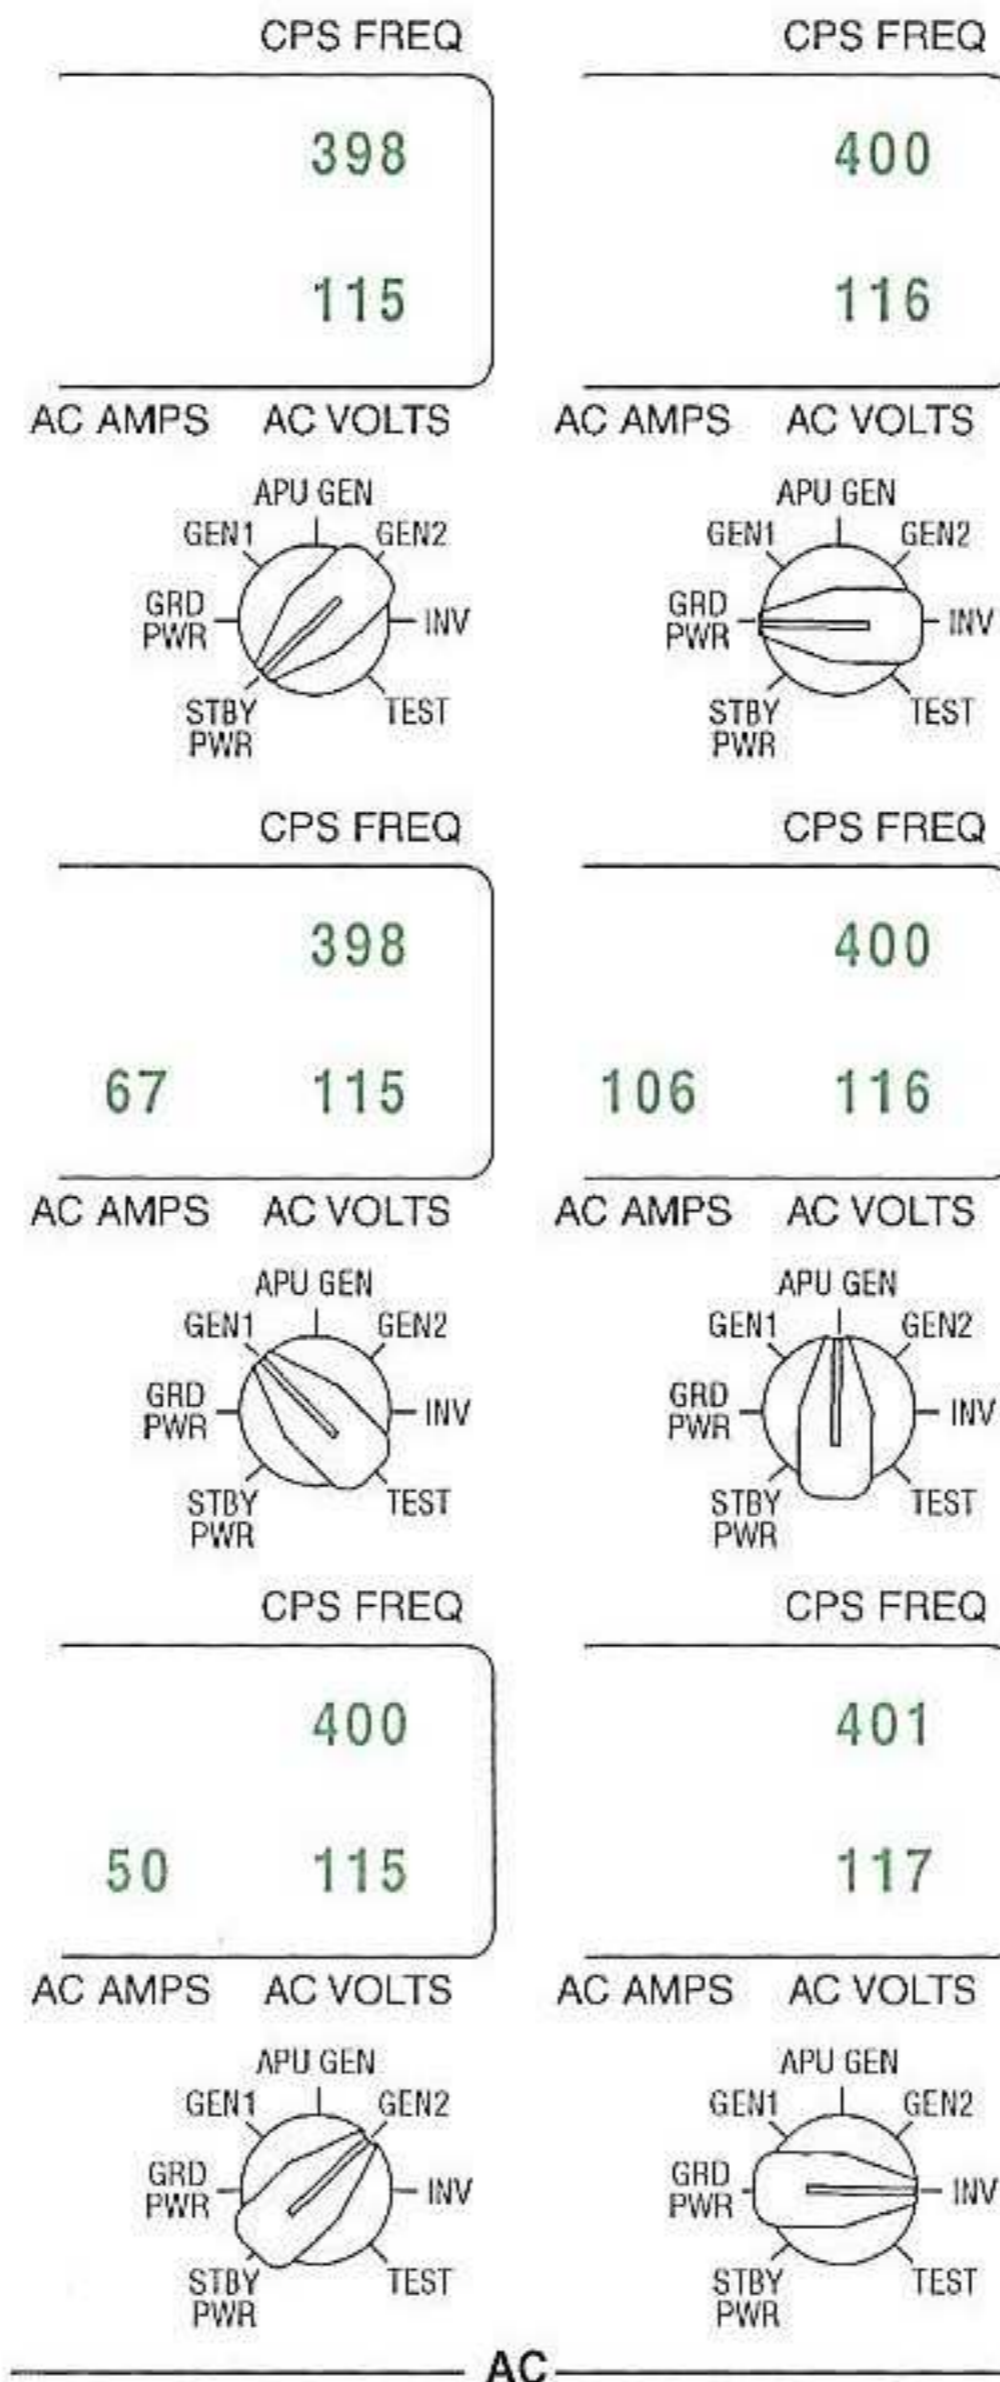 CPS FREQ CPS FREQ
398 400
115 116
AC AMPS AC VOLTS AC AMPS AC VOLTS
APU GEN APU GEN
GEN1 GEN2 GEN1 GEN2
GRD PWR INV GRD PWR INV
STBY PWR TEST STBY PWR TEST
CPS FREQ CPS FREQ
398 400
67 115 106 116
AC AMPS AC VOLTS AC AMPS AC VOLTS
APU GEN APU GEN
GEN1 GEN2 GEN1 GEN2
GRD PWR INV GRD PWR INV
STBY PWR TEST STBY PWR TEST
CPS FREQ CPS FREQ
400 401
50 115 117
AC AMPS AC VOLTS AC AMPS AC VOLTS
APU GEN APU GEN
GEN1 GEN2 GEN1 GEN2
GRD PWR INV GRD PWR INV
STBY PWR TEST STBY PWR TEST
AC